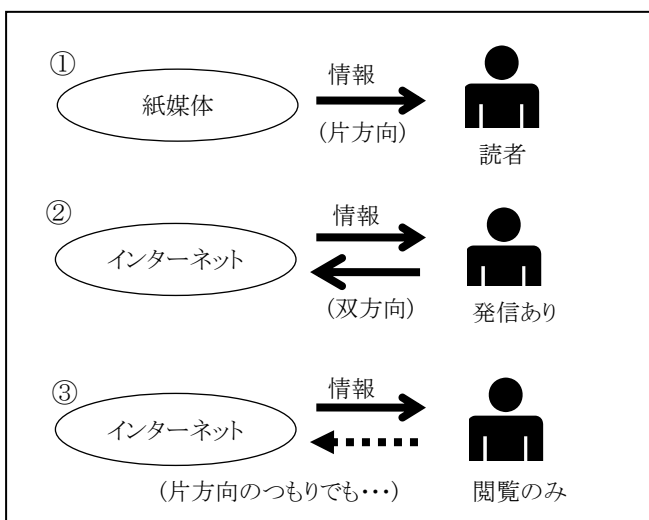 ①
紙媒体
情報
(片方向)
読者
②
インターネット
情報
(双方向)
発信あり
③
インターネット
情報
(片方向のつもりでも・・・)
閲覧のみ